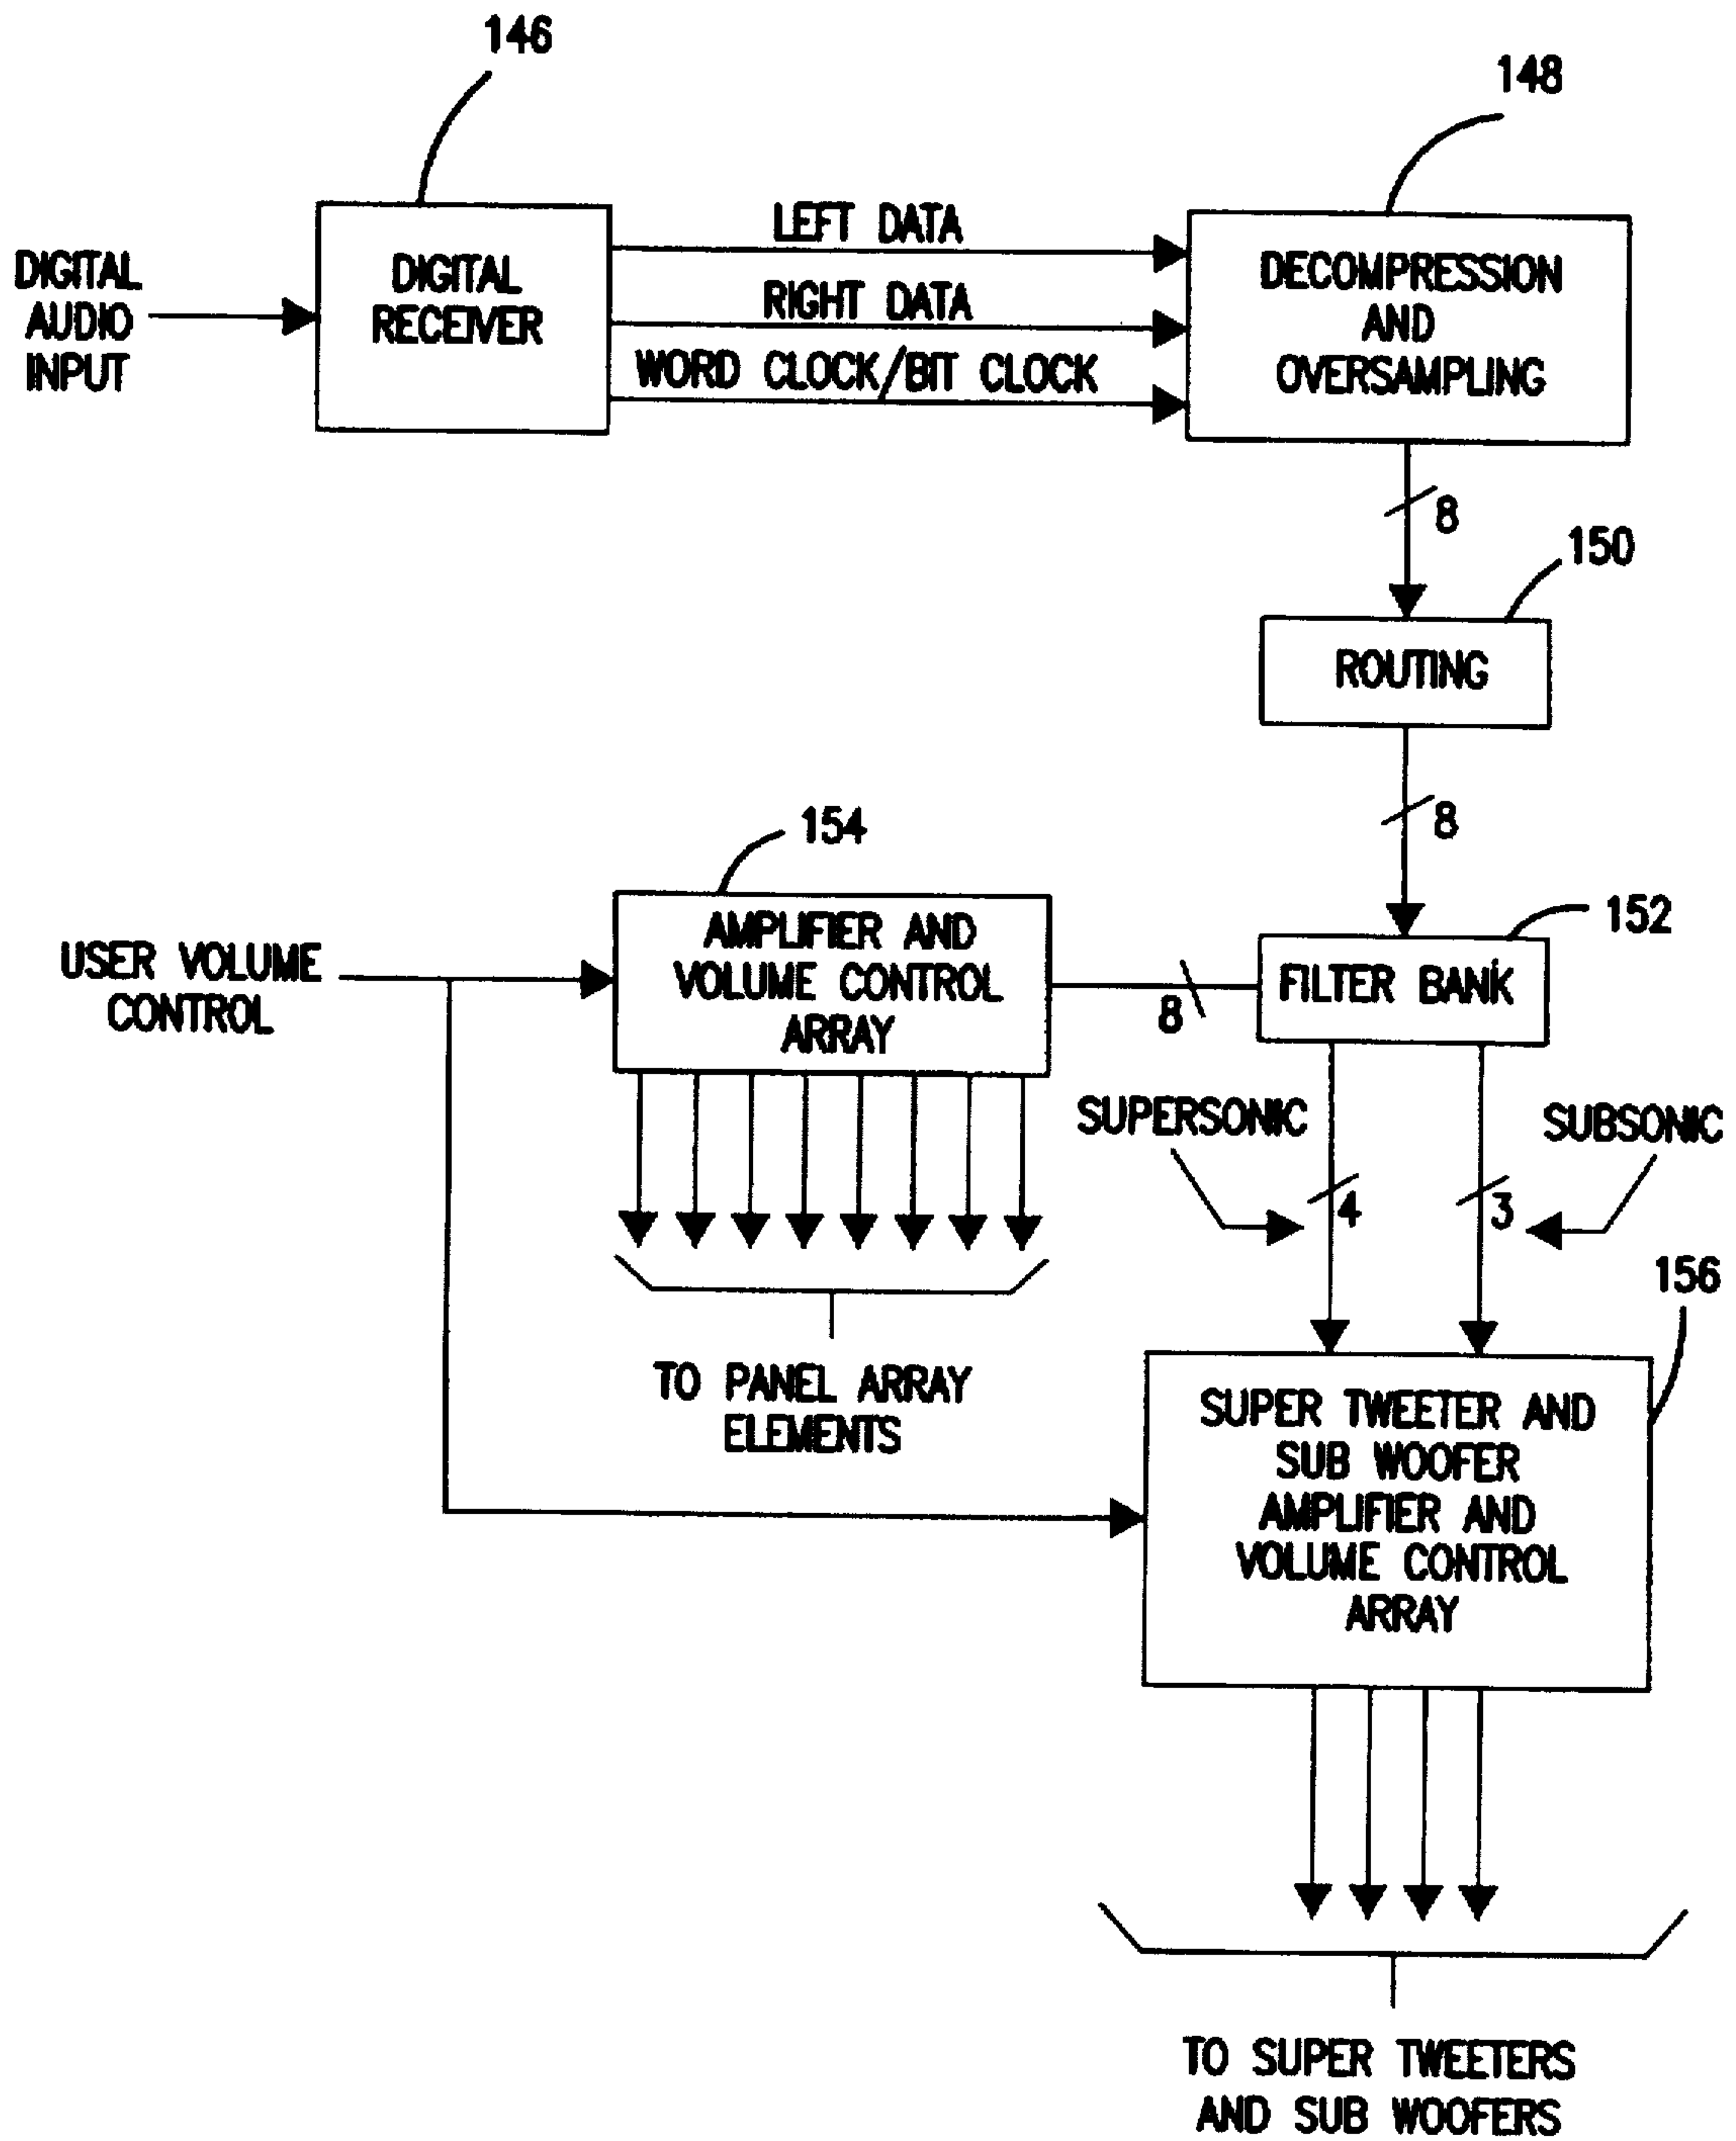 146
148
DIGITAL
AUDIO
INPUT
DIGITAL
RECEIVER
LEFT DATA
RIGHT DATA
WORD CLOCK/BIT CLOCK
DECOMPRESSION
AND
OVERSAMPLING
8
150
ROUTING
8
154
152
USER VOLUME
CONTROL
AMPLIFIER AND
VOLUME CONTROL
ARRAY
8
FILTER BANK
SUPERSONIC
SUBSONIC
4
3
156
TO PANEL ARRAY
ELEMENTS
SUPER TWEETER AND
SUB WOOFER
AMPLIFIER AND
VOLUME CONTROL
ARRAY
TO SUPER TWEETERS
AND SUB WOOFERS